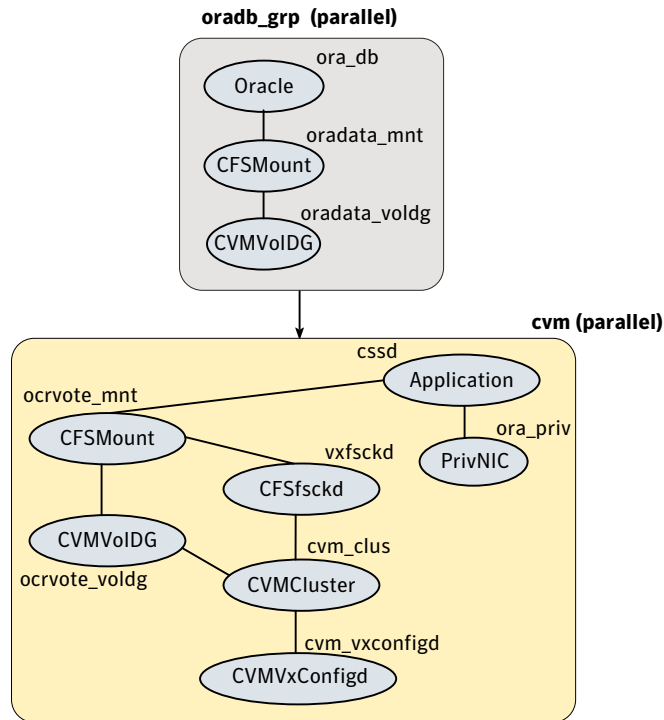 oradb_grp (parallel)
ora_db
Oracle
oradata_mnt
CFSMount
oradata_voldg
CVMVolDG
cvm (parallel)
cssd
Application
ocrvote_mnt
CFSMount
ora_priv
PrivNIC
vxfsckd
CFSfsckd
CVMVolDG
ocrvote_voldg
cvm_clus
CVMCluster
cvm_vxconfigd
CVMVxConfigd